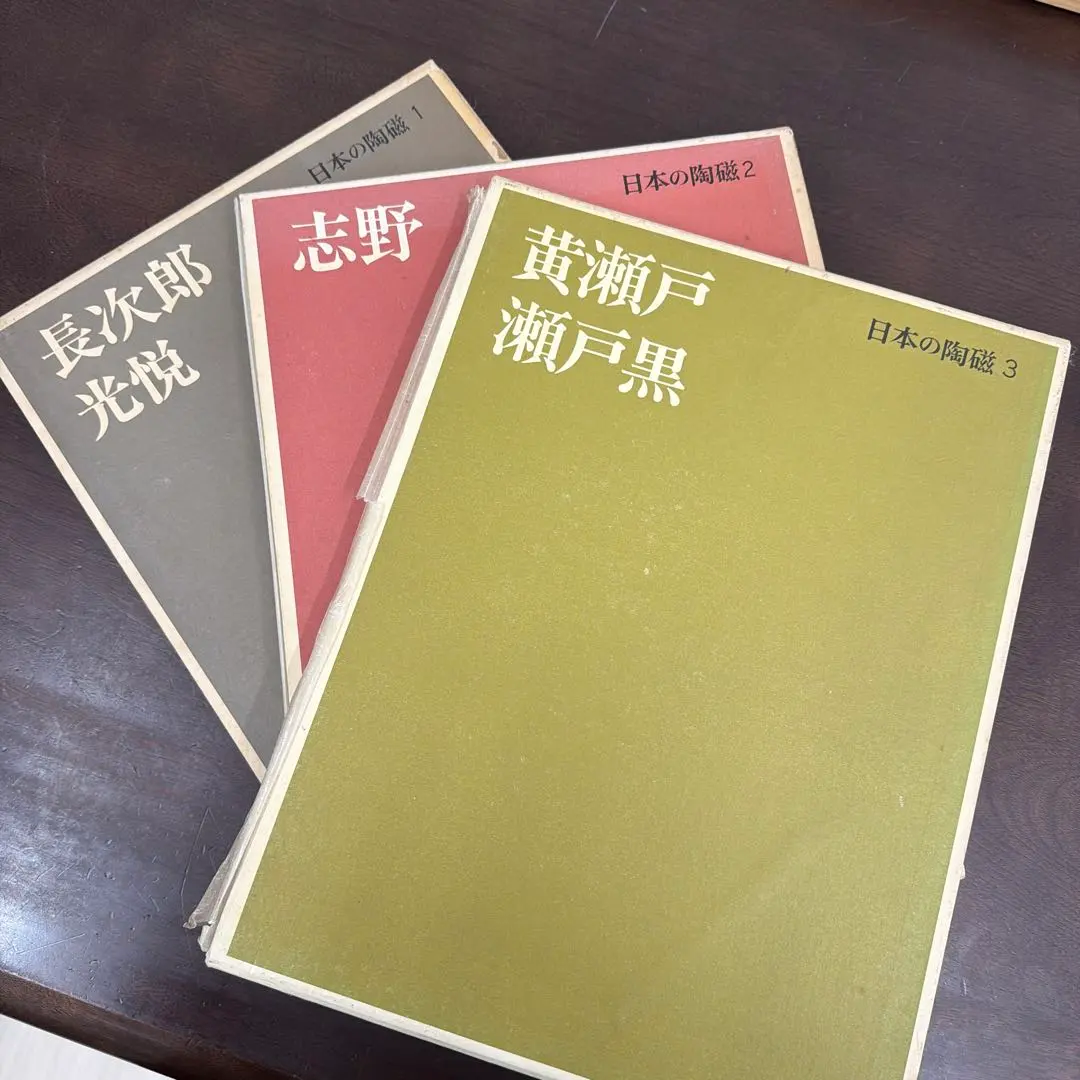 日本の陶磁 1
長次郎
光悦
日本の陶磁2
志野
黄瀬戸
瀬戸黒
日本の陶磁 3